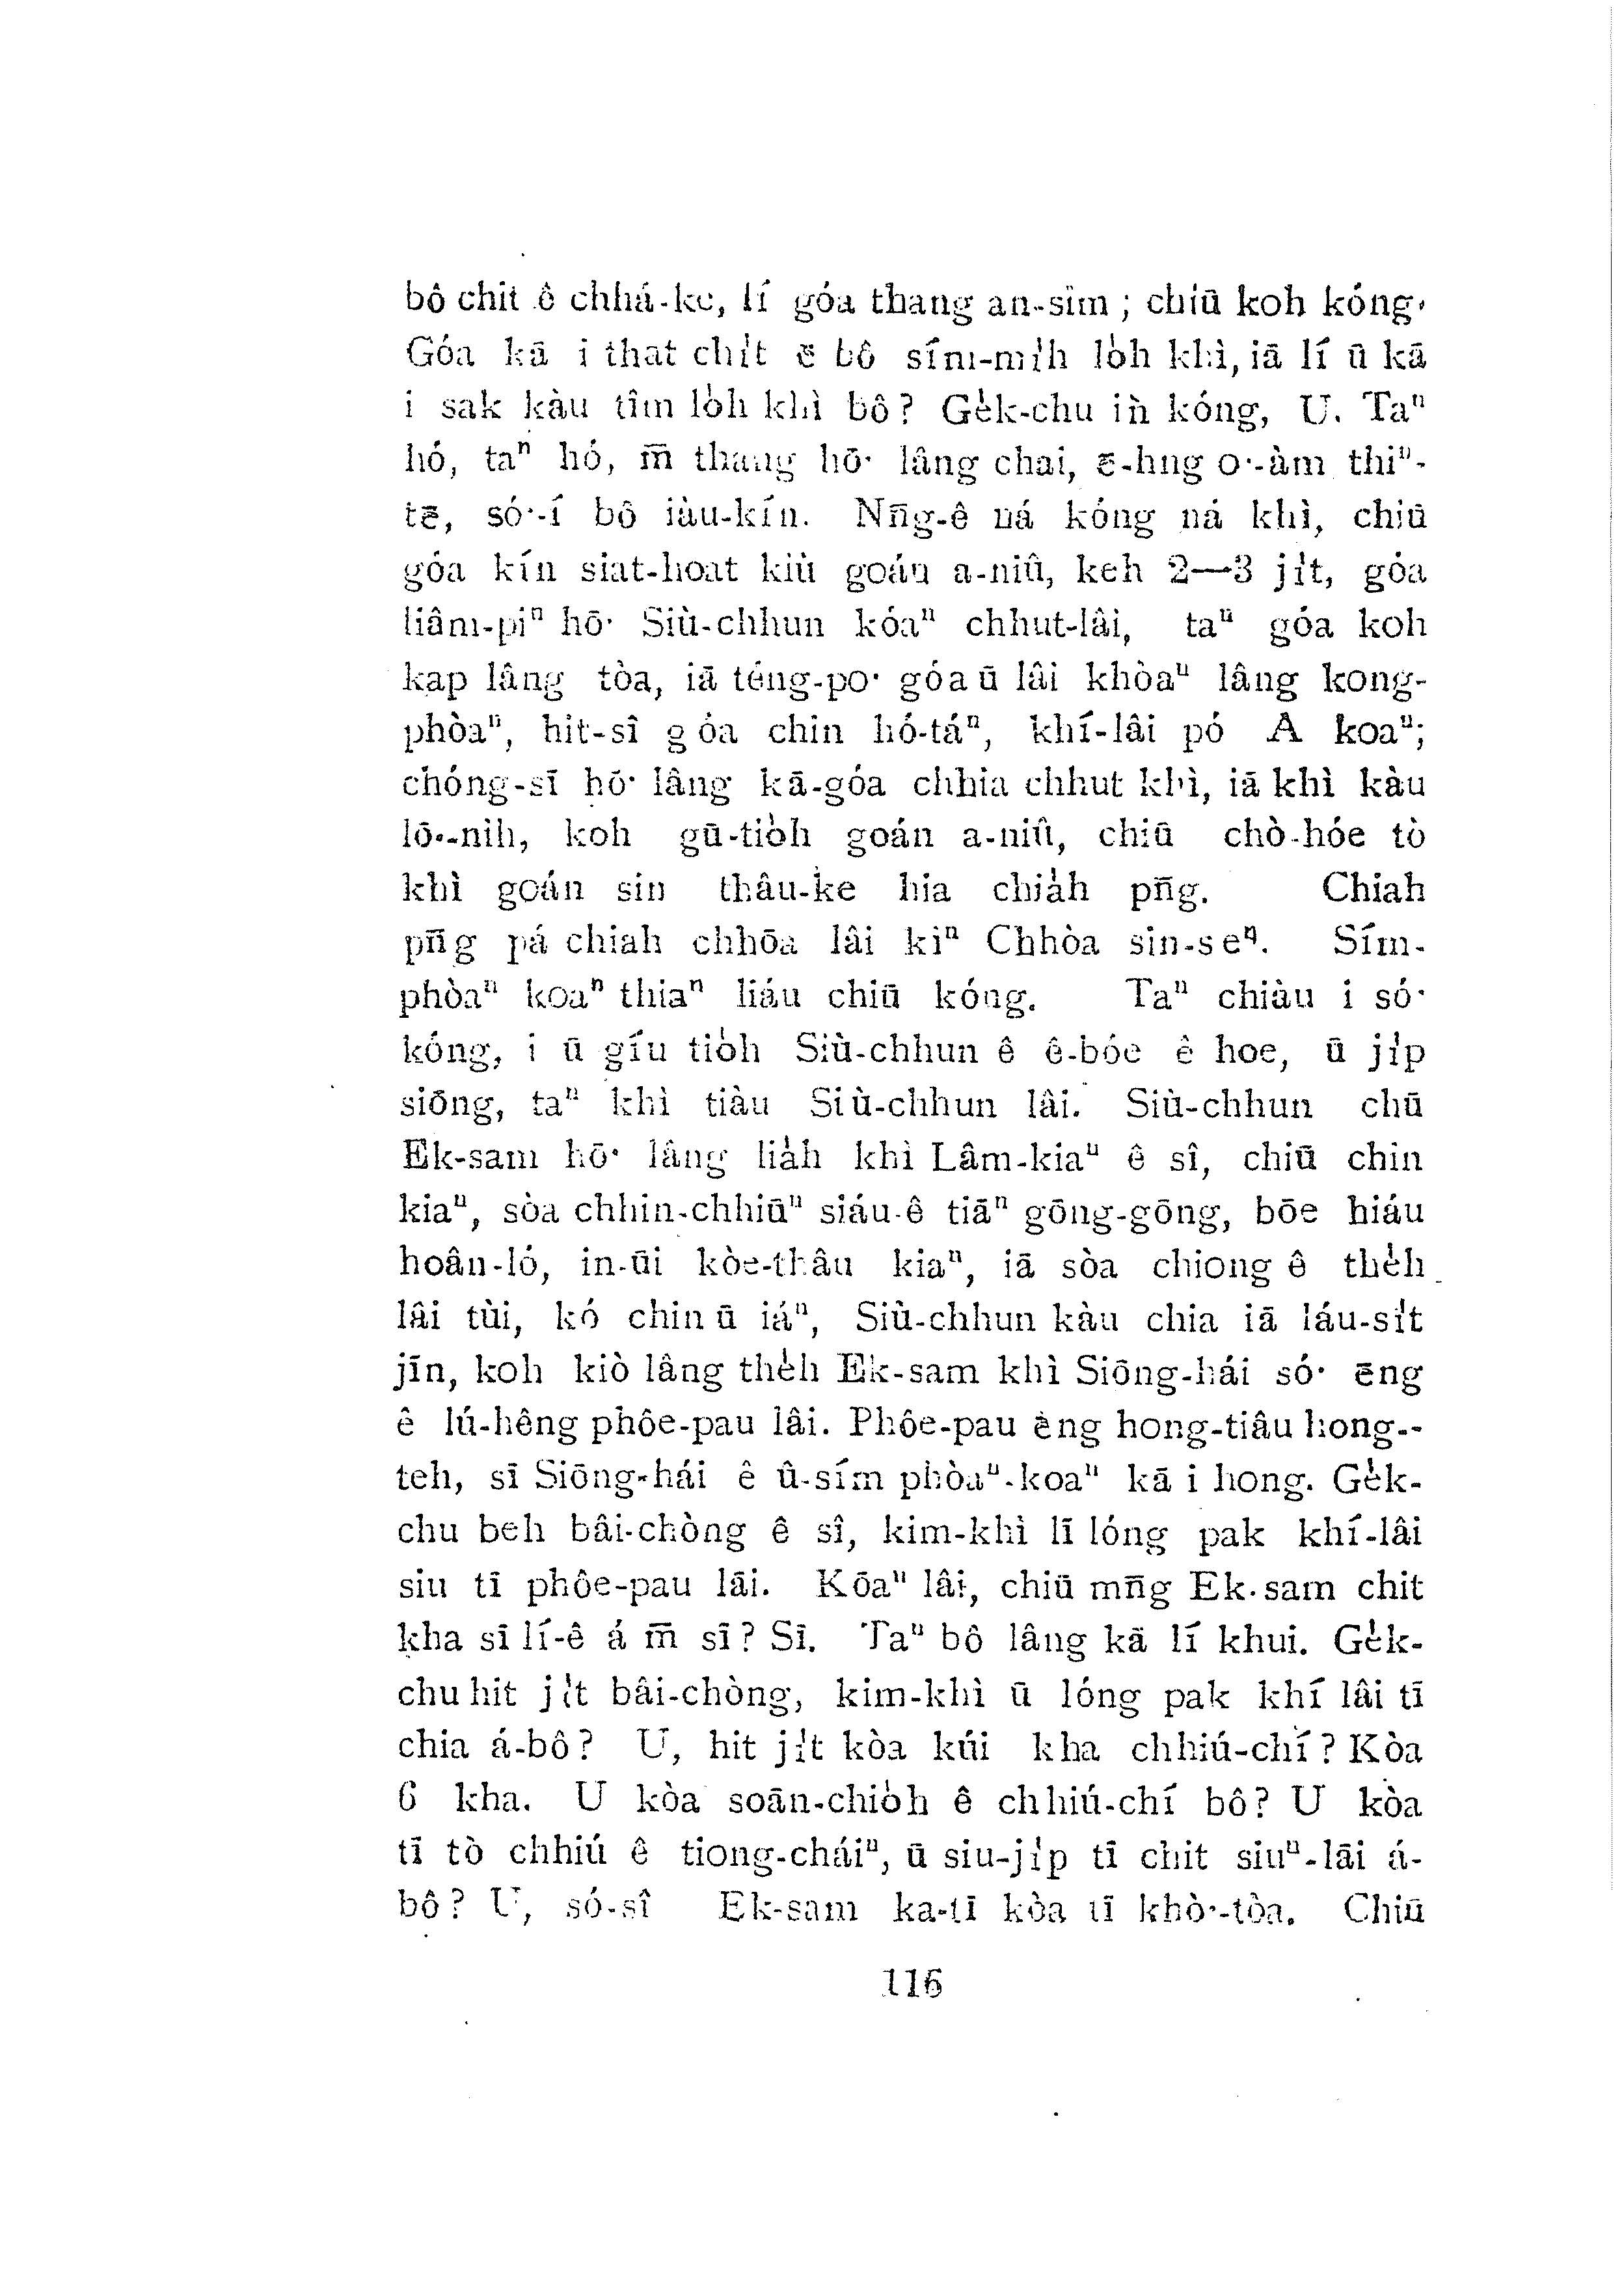 bô chit ê chhá-ke, lí góa thang an-sim; chiū koh kóng·
Góa kā i that chi̍t ē bô sím-mi̍h lo̍h khì, iā lí ū kā
i sak kàu tîm lo̍h khì bô? Ge̍k-chu ìn kóng, U. Taⁿ
hó, taⁿ hó, m̄ thang hō͘ lâng chai, ē-hng o͘-àm thiⁿ-
tē, só͘-í bô iàu-kín. Nn̄g-ê ná kóng ná khì, chiū
góa kín siat-hoat kiù goán a-niû, keh 2—3 ji̍t, góa
liâm-piⁿ hō͘ Siù-chhun kóaⁿ chhut-lâi, taⁿ góa koh
kap lâng tòa, iā téng-po͘ góa ū lâi khòaⁿ lâng kong-
phòaⁿ, hit-sî góa chin hó-táⁿ, khí-lâi pó A koaⁿ;
chóng-sī hō͘ lâng kā-góa chhia chhut khì, iā khì kàu
lō͘-nih, koh gū-tio̍h goán a-niû, chiū chò-hóe tò
khì goán sin thâu-ke hia chia̍h pn̄g. Chiah
pn̄g pá chiah chhōa lâi kìⁿ Chhòa sin-seⁿ. Sím-
phòaⁿ koaⁿ thiaⁿ liáu chiū kóng. Taⁿ chiàu i só͘
kóng, i ū gíu tio̍h Siù-chhun ê ê-bóe ê hoe, ū ji̍p
siōng, taⁿ khì tiàu Siù-chhun lâi. Siù-chhun chū
Ek-sam hō͘ lâng lia̍h khì Lâm-kiaⁿ ê sî, chiū chin
kiaⁿ, sòa chhin-chhiūⁿ siáu-ê tiāⁿ gōng-gōng, bōe hiáu
hoân-ló, in-ūi kòe-thâu kiaⁿ, iā sòa chiong ê the̍h
lâi tùi, kó chin ū iáⁿ, Siù-chhun kàu chia iā láu-si̍t
jīn, koh kiò lâng the̍h Ek-sam khì Siōng-hái só͘ ēng
ê lú-hêng phôe-pau lâi. Phôe-pau èng hong-tiâu hong--
teh, sī Siōng-hái ê û-sím phòaⁿ-koaⁿ kā i hong. Ge̍k-
chu beh bâi-chòng ê sî, kim-khì lī lóng pak khí-lâi
siu tī phôe-pau lāi. Kōaⁿ lâi, chiū mn̄g Ek-sam chit
kha sī lí-ê á m̄ sī? Sī. Taⁿ bô lâng kā lí khui. Ge̍k-
chu hit ji̍t bâi-chòng, kim-khì ū lóng pak khí lâi tī
chia á-bô? U, hit ji̍t kòa kúi kha chhiú-chí? Kòa
6 kha. U kòa soān-chio̍h ê chhiú-chí bô? U kòa
tī tò chhiú ê tiong-cháiⁿ, ū siu-ji̍p tī chit siuⁿ-lāi á-
bô? U, só-sî Ek-sam ka-tī kòa tī khò͘-tòa. Chiū
116